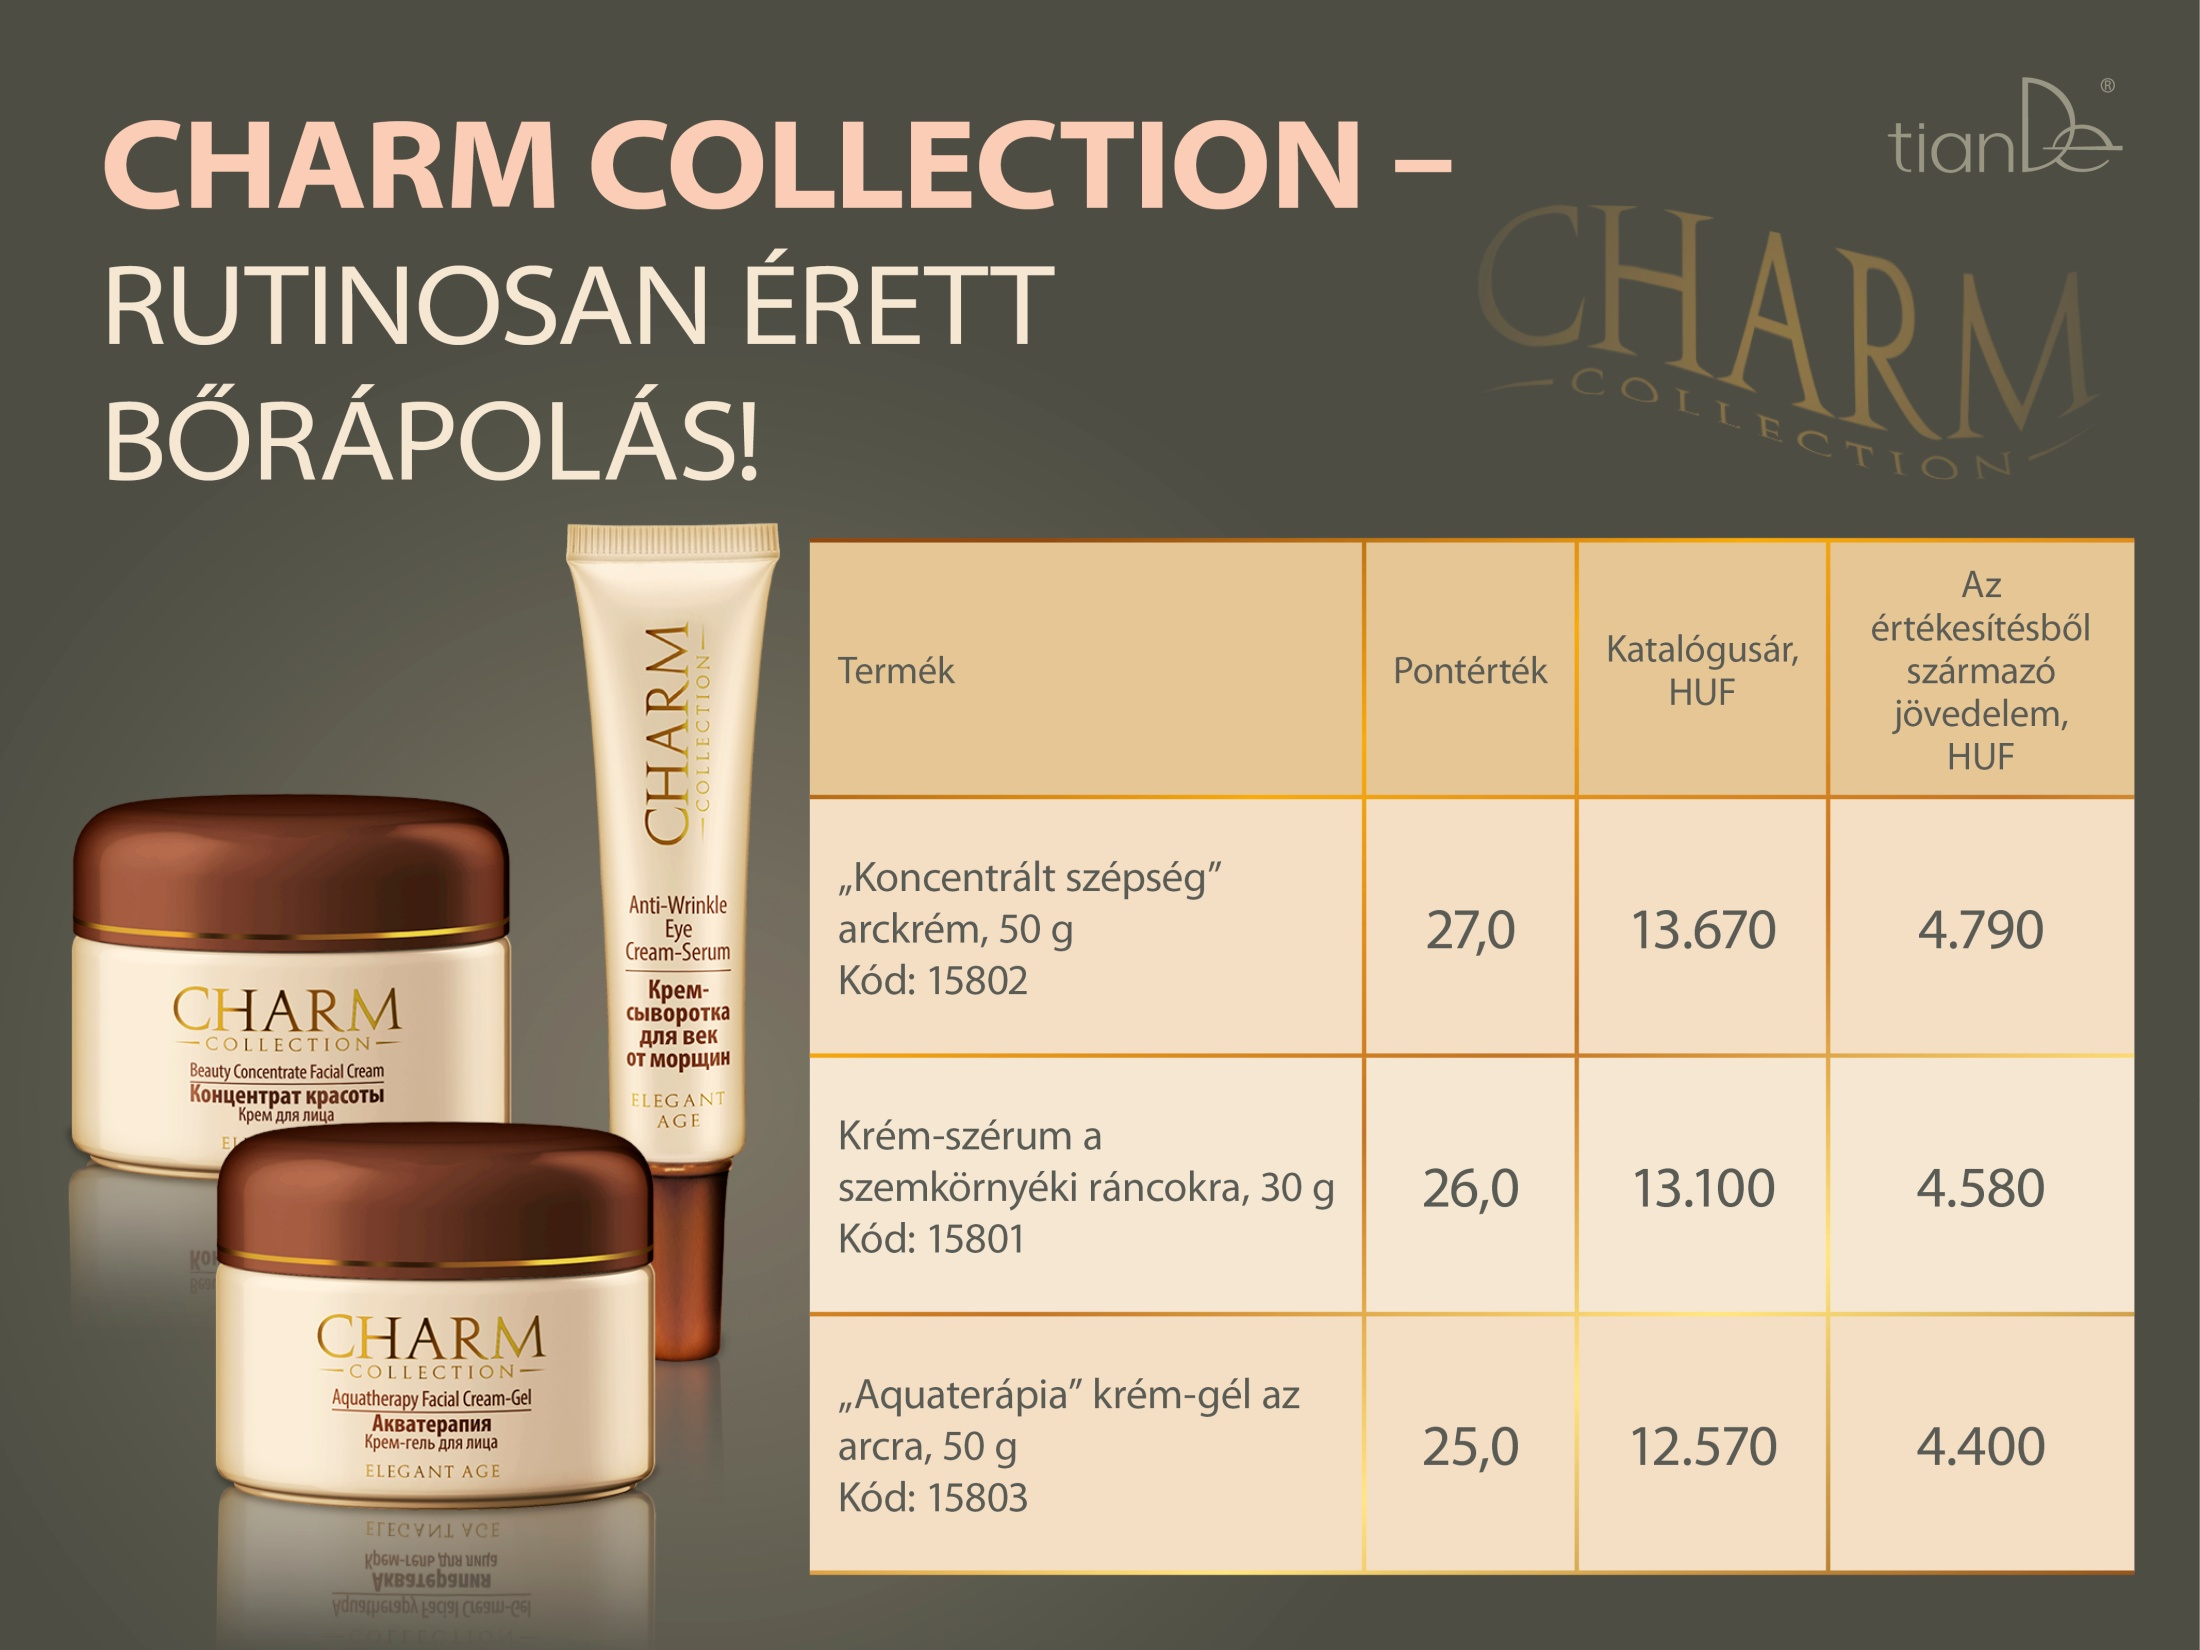 CHARM COLLECTION –
RUTINOSAN ÉRETT
BŐRÁPOLÁS!
tianDe®
CHARM
COLLECTION
CHARM
COLLECTION
Anti-Wrinkle
Eye
Cream-Serum
Крем-
сыворотка
для век
от морщин
ELEGANT
AGE
CHARM
COLLECTION
Beauty Concentrate Facial Cream
Концентрат красоты
Крем для лица
CHARM
COLLECTION
Aquatherapy Facial Cream-Gel
Акватерапия
Крем-гель для лица
ELEGANT AGE
Termék
Pontérték
Katalógusár,
HUF
Az
értékesítésből
származó
jövedelem,
HUF
„Koncentrált szépség”
arckrém, 50 g
Kód: 15802
27,0
13.670
4.790
Krém-szérum a
szemkörnyéki ráncokra, 30 g
Kód: 15801
26,0
13.100
4.580
„Aquaterápia” krém-gél az
arcra, 50 g
Kód: 15803
25,0
12.570
4.400